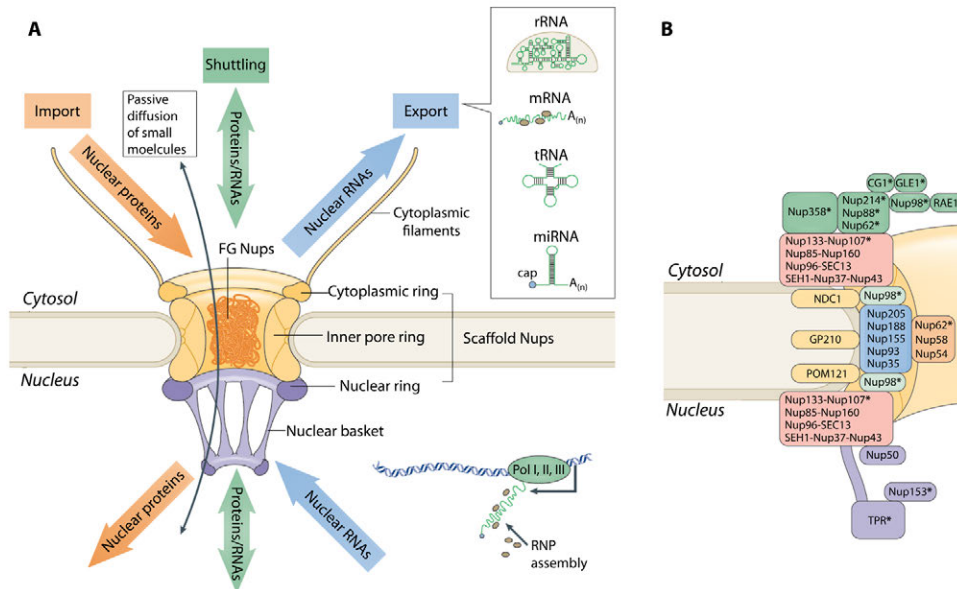 A
Shuttling
Import
Passive
diffusion
of small
moelcules
Export
Nuclear proteins
Proteins/RNAs
Nuclear RNAs
rRNA
mRNA
A(n)
tRNA
miRNA
cap
A(n)
Cytoplasmic
filaments
FG Nups
Cytosol
Cytoplasmic ring
Inner pore ring
Scaffold Nups
Nucleus
Nuclear ring
Nuclear basket
Nuclear proteins
Proteins/RNAs
Nuclear RNAs
Pol I, II, III
RNP
assembly
B
CG1*
GLE1*
Nup358*
Nup214*
Nup88*
Nup62*
Nup98*
RAE1
Nup133-Nup107*
Nup85-Nup160
Nup96-SEC13
SEH1-Nup37-Nup43
Cytosol
NDC1
Nup98*
GP210
Nup205
Nup188
Nup155
Nup93
Nup35
Nup62*
Nup58
Nup54
POM121
Nup98*
Nucleus
Nup133-Nup107*
Nup85-Nup160
Nup96-SEC13
SEH1-Nup37-Nup43
Nup50
Nup153*
TPR*